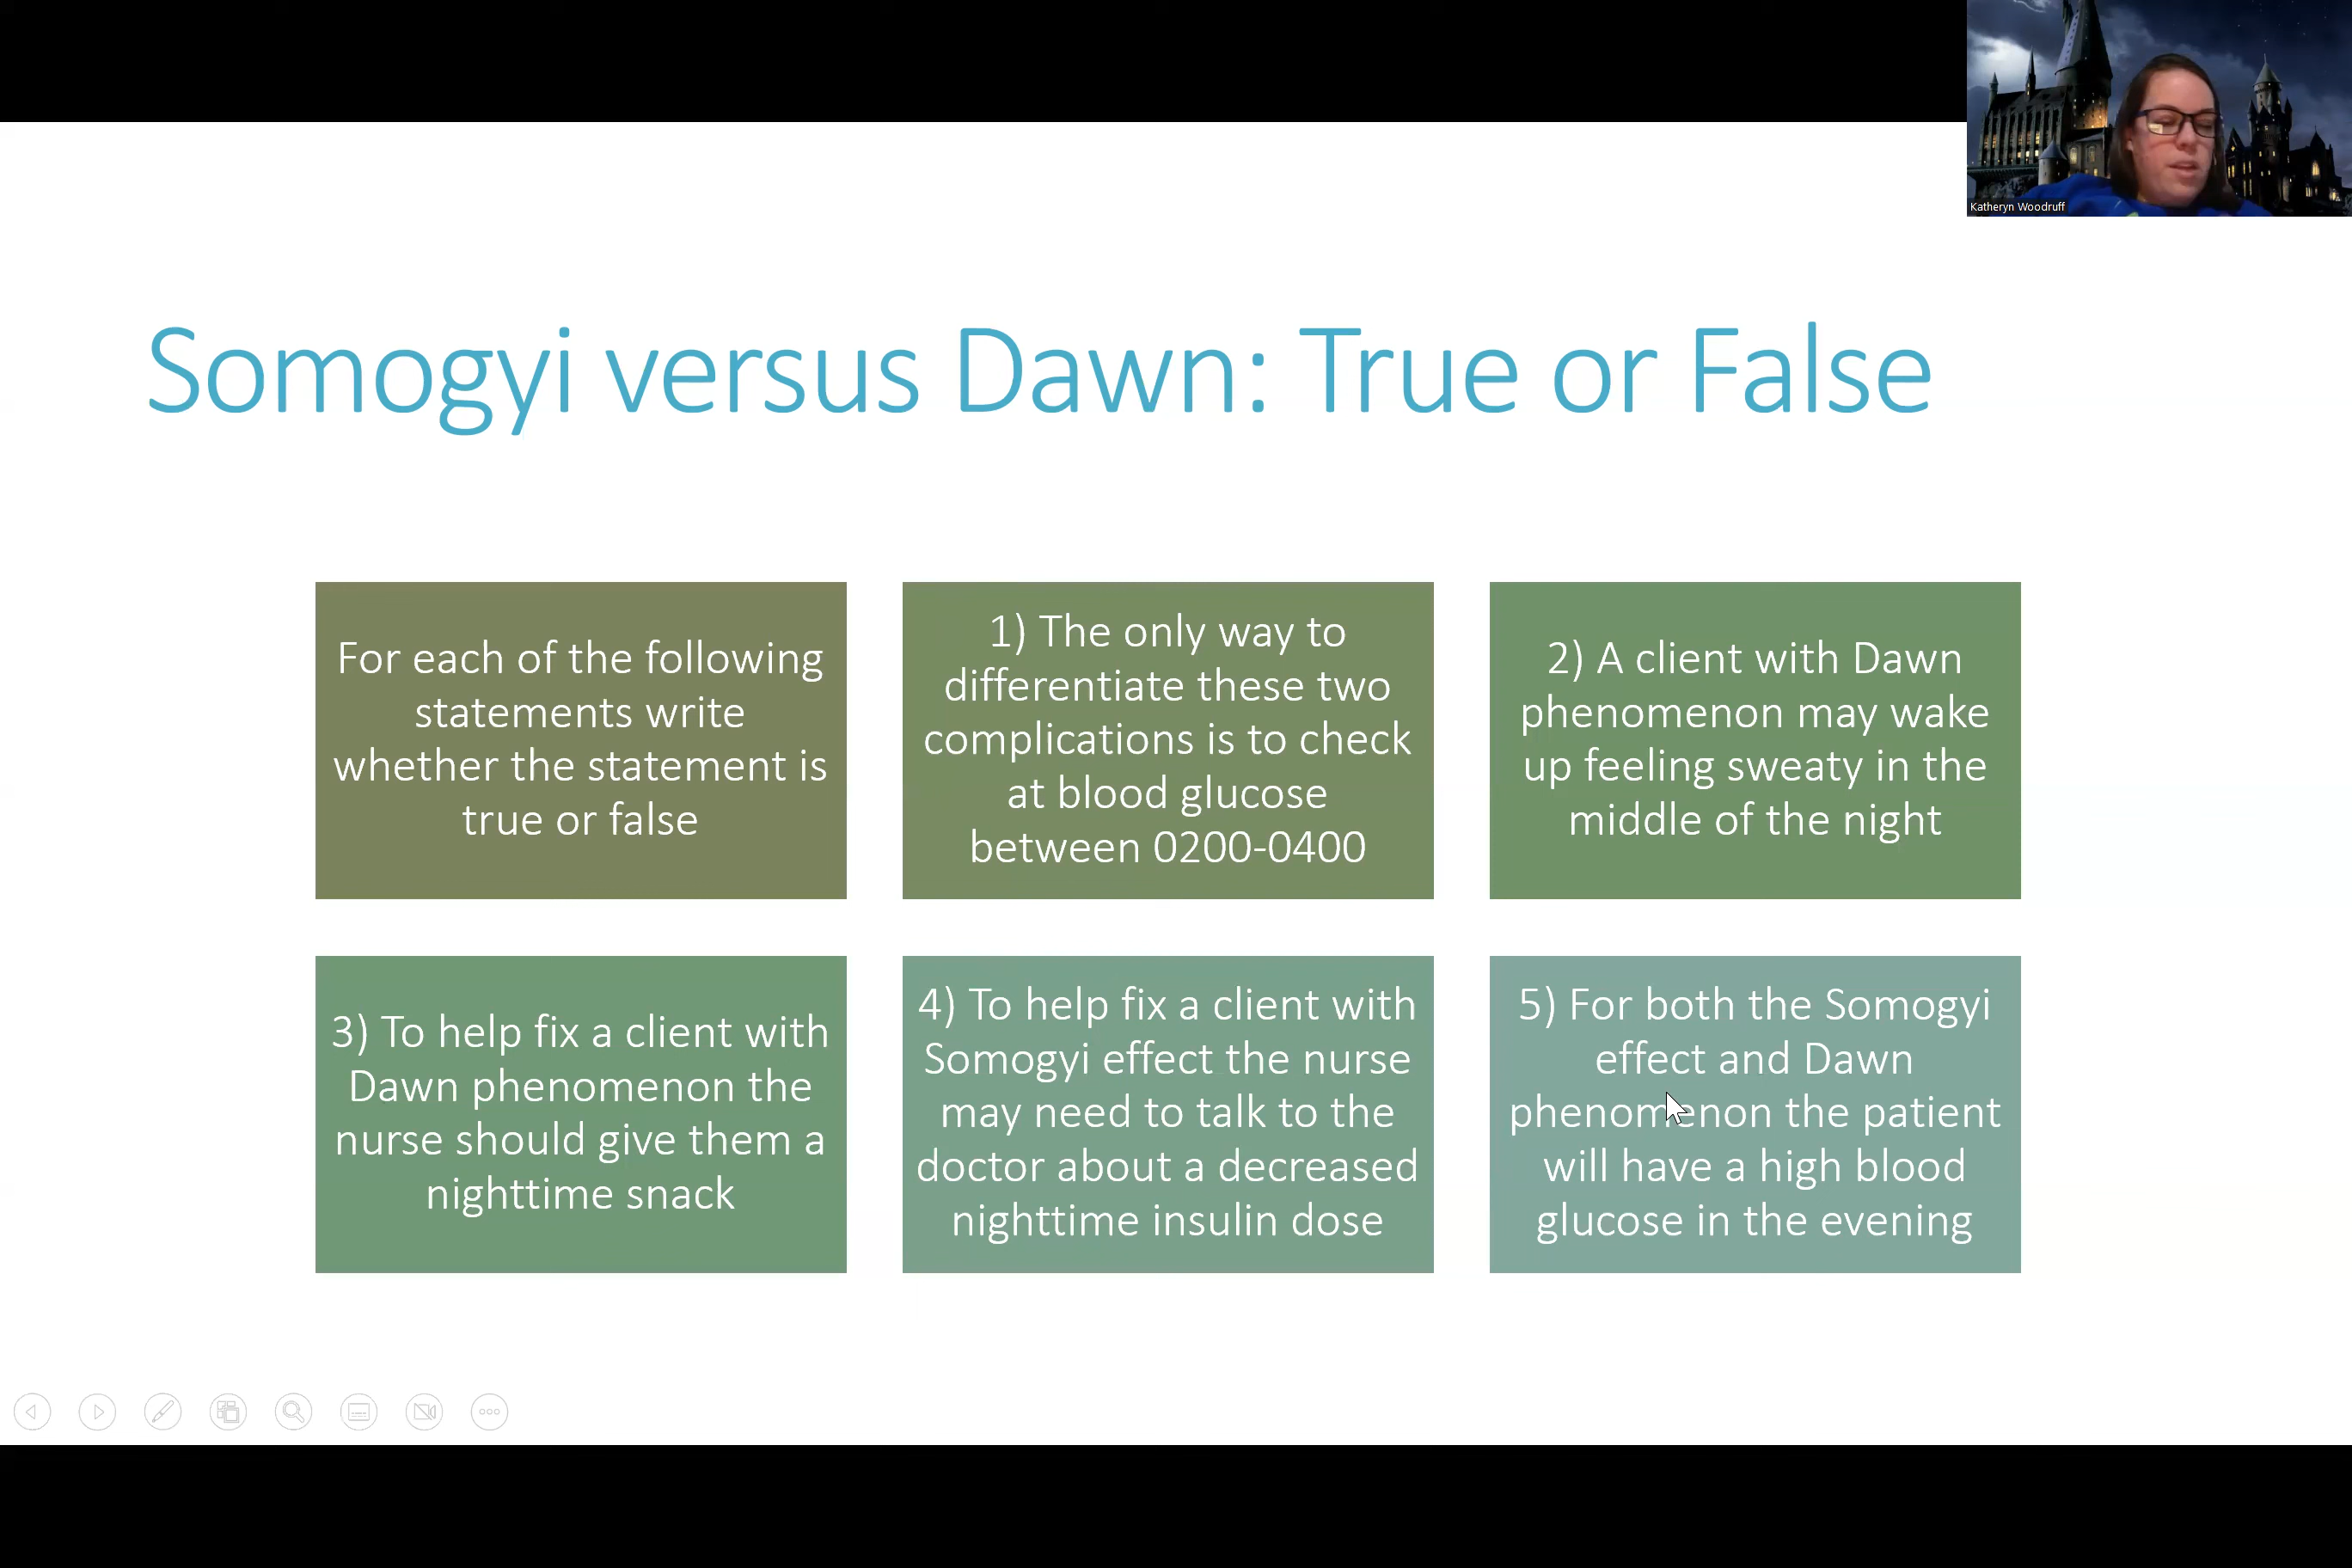 Katheryn Woodruff
Somogyi versus Dawn: True or False
For each of the following
statements write
whether the statement is
true or false
1) The only way to
differentiate these two
complications is to check
at blood glucose
between 0200-0400
2) A client with Dawn
phenomenon may wake
up feeling sweaty in the
middle of the night
3) To help fix a client with
Dawn phenomenon the
nurse should give them a
nighttime snack
4) To help fix a client with
Somogyi effect the nurse
may need to talk to the
doctor about a decreased
nighttime insulin dose
5) For both the Somogyi
effect and Dawn
phenomenon the patient
will have a high blood
glucose in the evening